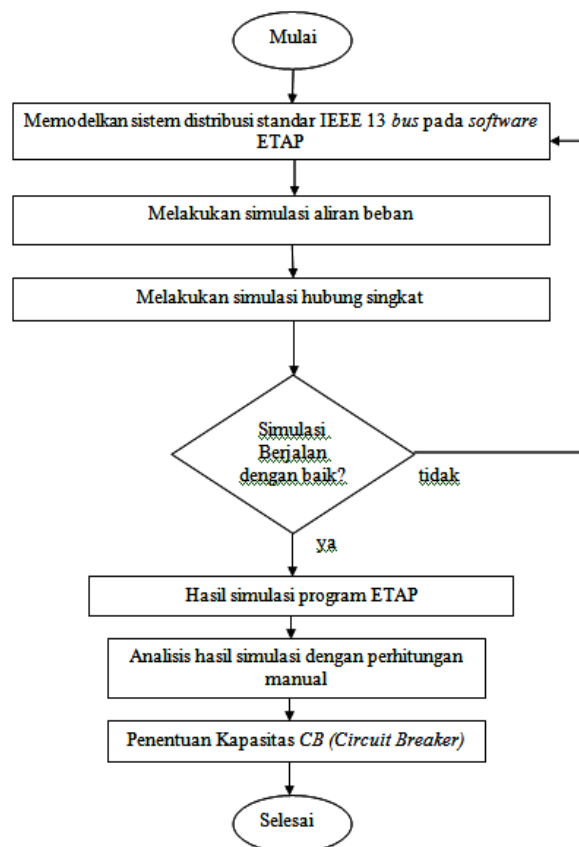 Mulai
Memodelkan sistem distribusi standar IEEE 13 bus pada software
ETAP
Melakukan simulasi aliran beban
Melakukan simulasi hubung singkat
Simulasi
Berjalan
dengan baik?
tidak
ya
Hasil simulasi program ETAP
Analisis hasil simulasi dengan perhitungan
manual
Penentuan Kapasitas CB (Circuit Breaker)
Selesai